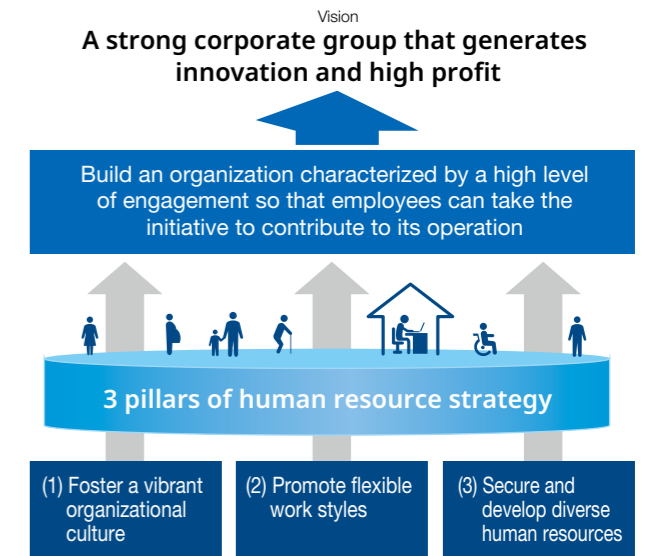 Vision
A strong corporate group that generates
innovation and high profit
Build an organization characterized by a high level
of engagement so that employees can take the
initiative to contribute to its operation
3 pillars of human resource strategy
(1) Foster a vibrant
organizational
culture
(2) Promote flexible
work styles
(3) Secure and
develop diverse
human resources